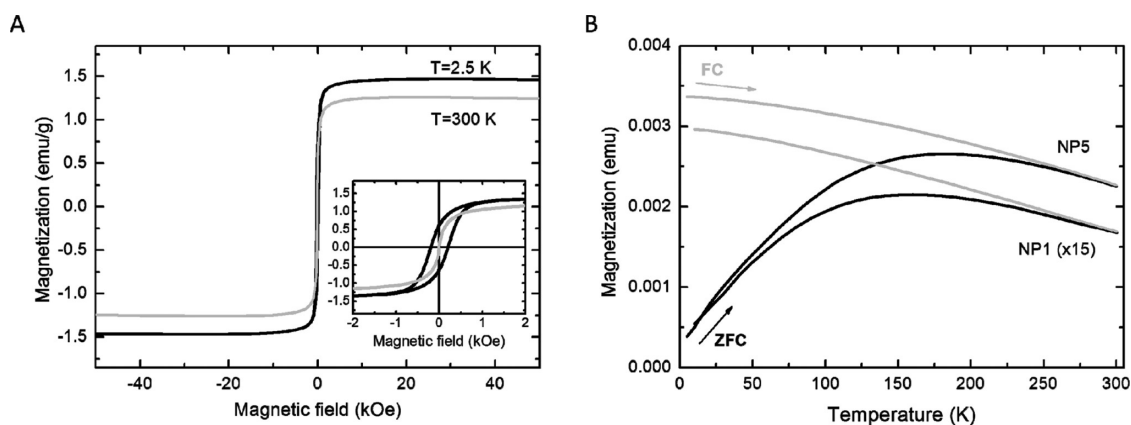 A
B
T=2.5 K
T=300 K
1.5
1.0
0.5
0.0
-0.5
-1.0
-1.5
Magnetization (emu/g)
-40
-20
0
20
40
Magnetic field (kOe)
1.5
1.0
0.5
0.0
-0.5
-1.0
-1.5
-2
-1
0
1
2
Magnetic field (kOe)
0.004
0.003
0.002
0.001
0.000
Magnetization (emu)
FC
NP5
NP1 (x15)
ZFC
0
50
100
150
200
250
300
Temperature (K)